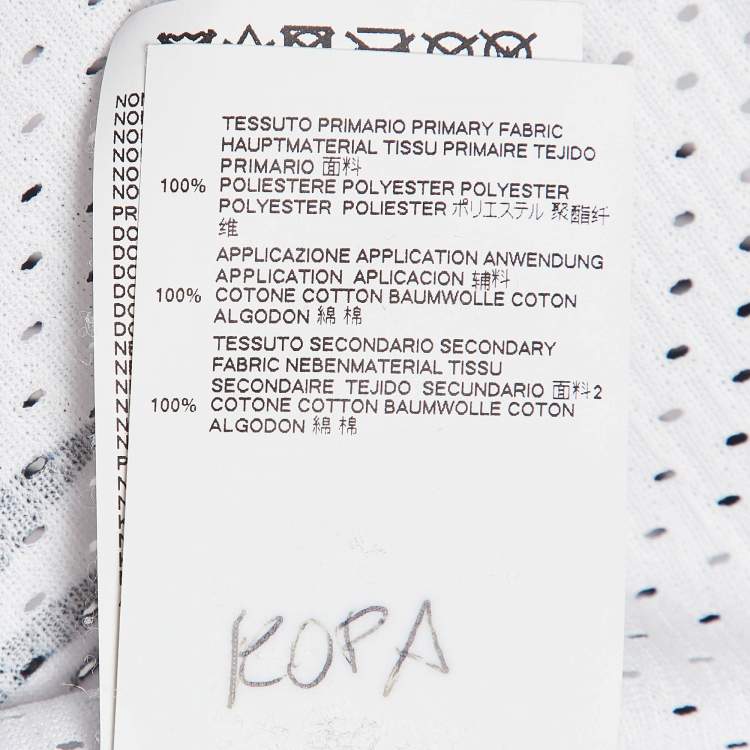 TESSUTO PRIMARIO PRIMARY FABRIC
HAUPTMATERIAL TISSU PRIMAIRE TEJIDO
PRIMARIO 面料
100% POLIESTERE POLYESTER POLYESTER
POLYESTER POLIESTER ポリエステル 聚酯纤
维
APPLICAZIONE APPLICATION ANWENDUNG
APPLICATION APLICACION 辅料
100% COTONE COTTON BAUMWOLLE COTON
ALGODON 綿 棉
TESSUTO SECONDARIO SECONDARY
FABRIC NEBENMATERIAL TISSU
SECONDAIRE TEJIDO SECUNDARIO 面料2
100% COTONE COTTON BAUMWOLLE COTON
ALGODON 綿 棉
KOPA